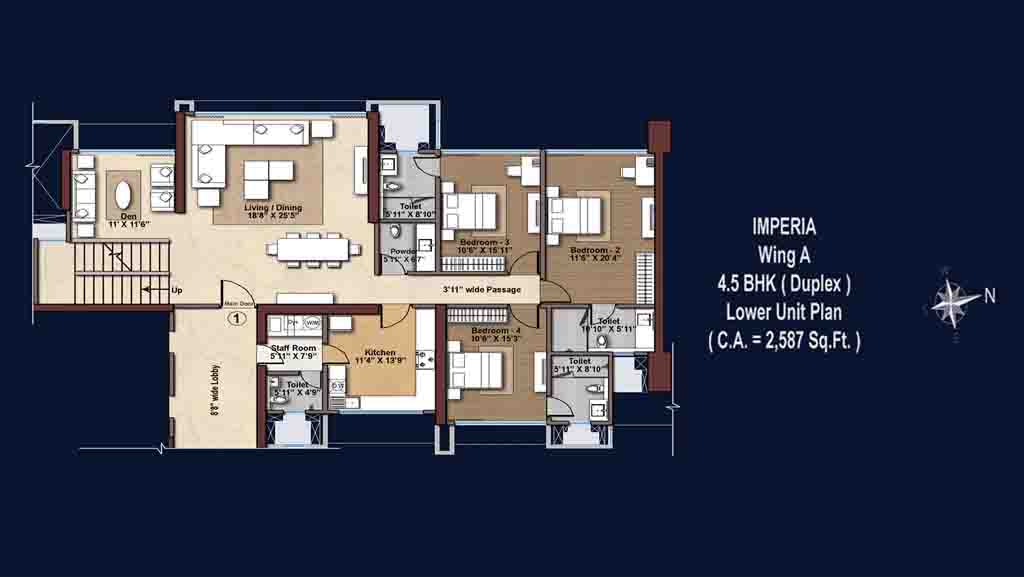 Den
11' X 11'6"
Living / Dining
18'8" X 25'5"
Up
Main Door
1
8'8" wide Lobby
Toilet
5'11" X 8'10"
Powder
5'11" X 6'7"
Bedroom - 3
10'6" X 15'11"
Bedroom - 2
11'6" X 20'4"
3'11" wide Passage
Staff Room
5'11" X 7'9"
Toilet
5'11" X 4'9"
Kitchen
11'4" X 13'9"
D.W
Bedroom - 4
10'6" X 15'3"
Toilet
10'10" X 5'11"
Toilet
5'11" X 8'10"
IMPERIA
Wing A
4.5 BHK ( Duplex )
Lower Unit Plan
( C.A. = 2,587 Sq.Ft. )
N